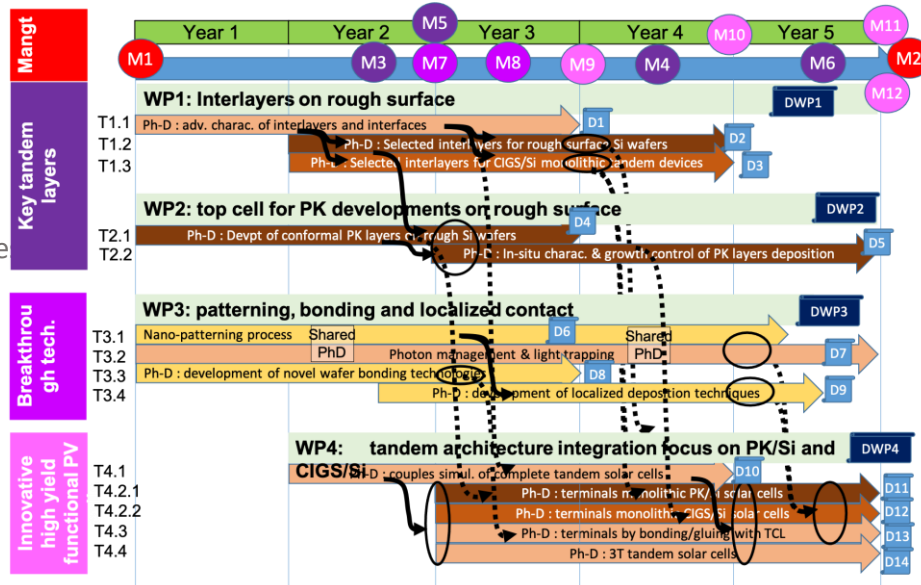 M5
M11
Year 1
Year 2
Year 3
Year 4
M10
Year 5
Mangt
M1
M3
M7
M8
M9
M4
M6
M2
M12
Key tandem
layers
WP1: Interlayers on rough surface
DWP1
T1.1
Ph-D : adv. charac. of interlayers and interfaces
D1
T1.2
Ph-D : Selected interlayers for rough surface Si wafers
D2
T1.3
Ph-D : Selected interlayers for CIGS/Si monolithic tandem devices
D3
WP2: top cell for PK developments on rough surface
DWP2
T2.1
Ph-D : Devpt of conformal PK layers on rough Si wafers
D4
D5
e
T2.2
Ph-D : In-situ charac. & growth control of PK layers deposition
Breakthrou
gh tech.
WP3: patterning, bonding and localized contact
DWP3
T3.1
Nano-patterning process
Shared
PhD
D6
Shared
PhD
T3.2
Photon management & light trapping
D7
T3.3
Ph-D : development of novel wafer bonding technologies
D8
T3.4
Ph-D : development of localized deposition techniques
D9
Innovative
high yield
functional PV
WP4: tandem architecture integration focus on PK/Si and
CIGS/Si
DWP4
T4.1
Ph-D : couples simul. of complete tandem solar cells
D10
T4.2.1
Ph-D : terminals monolithic PK/Si solar cells
D11
T4.2.2
Ph-D : terminals monolithic CIGS/Si solar cells
D12
T4.3
Ph-D : terminals by bonding/gluing with TCL
D13
T4.4
Ph-D : 3T tandem solar cells
D14